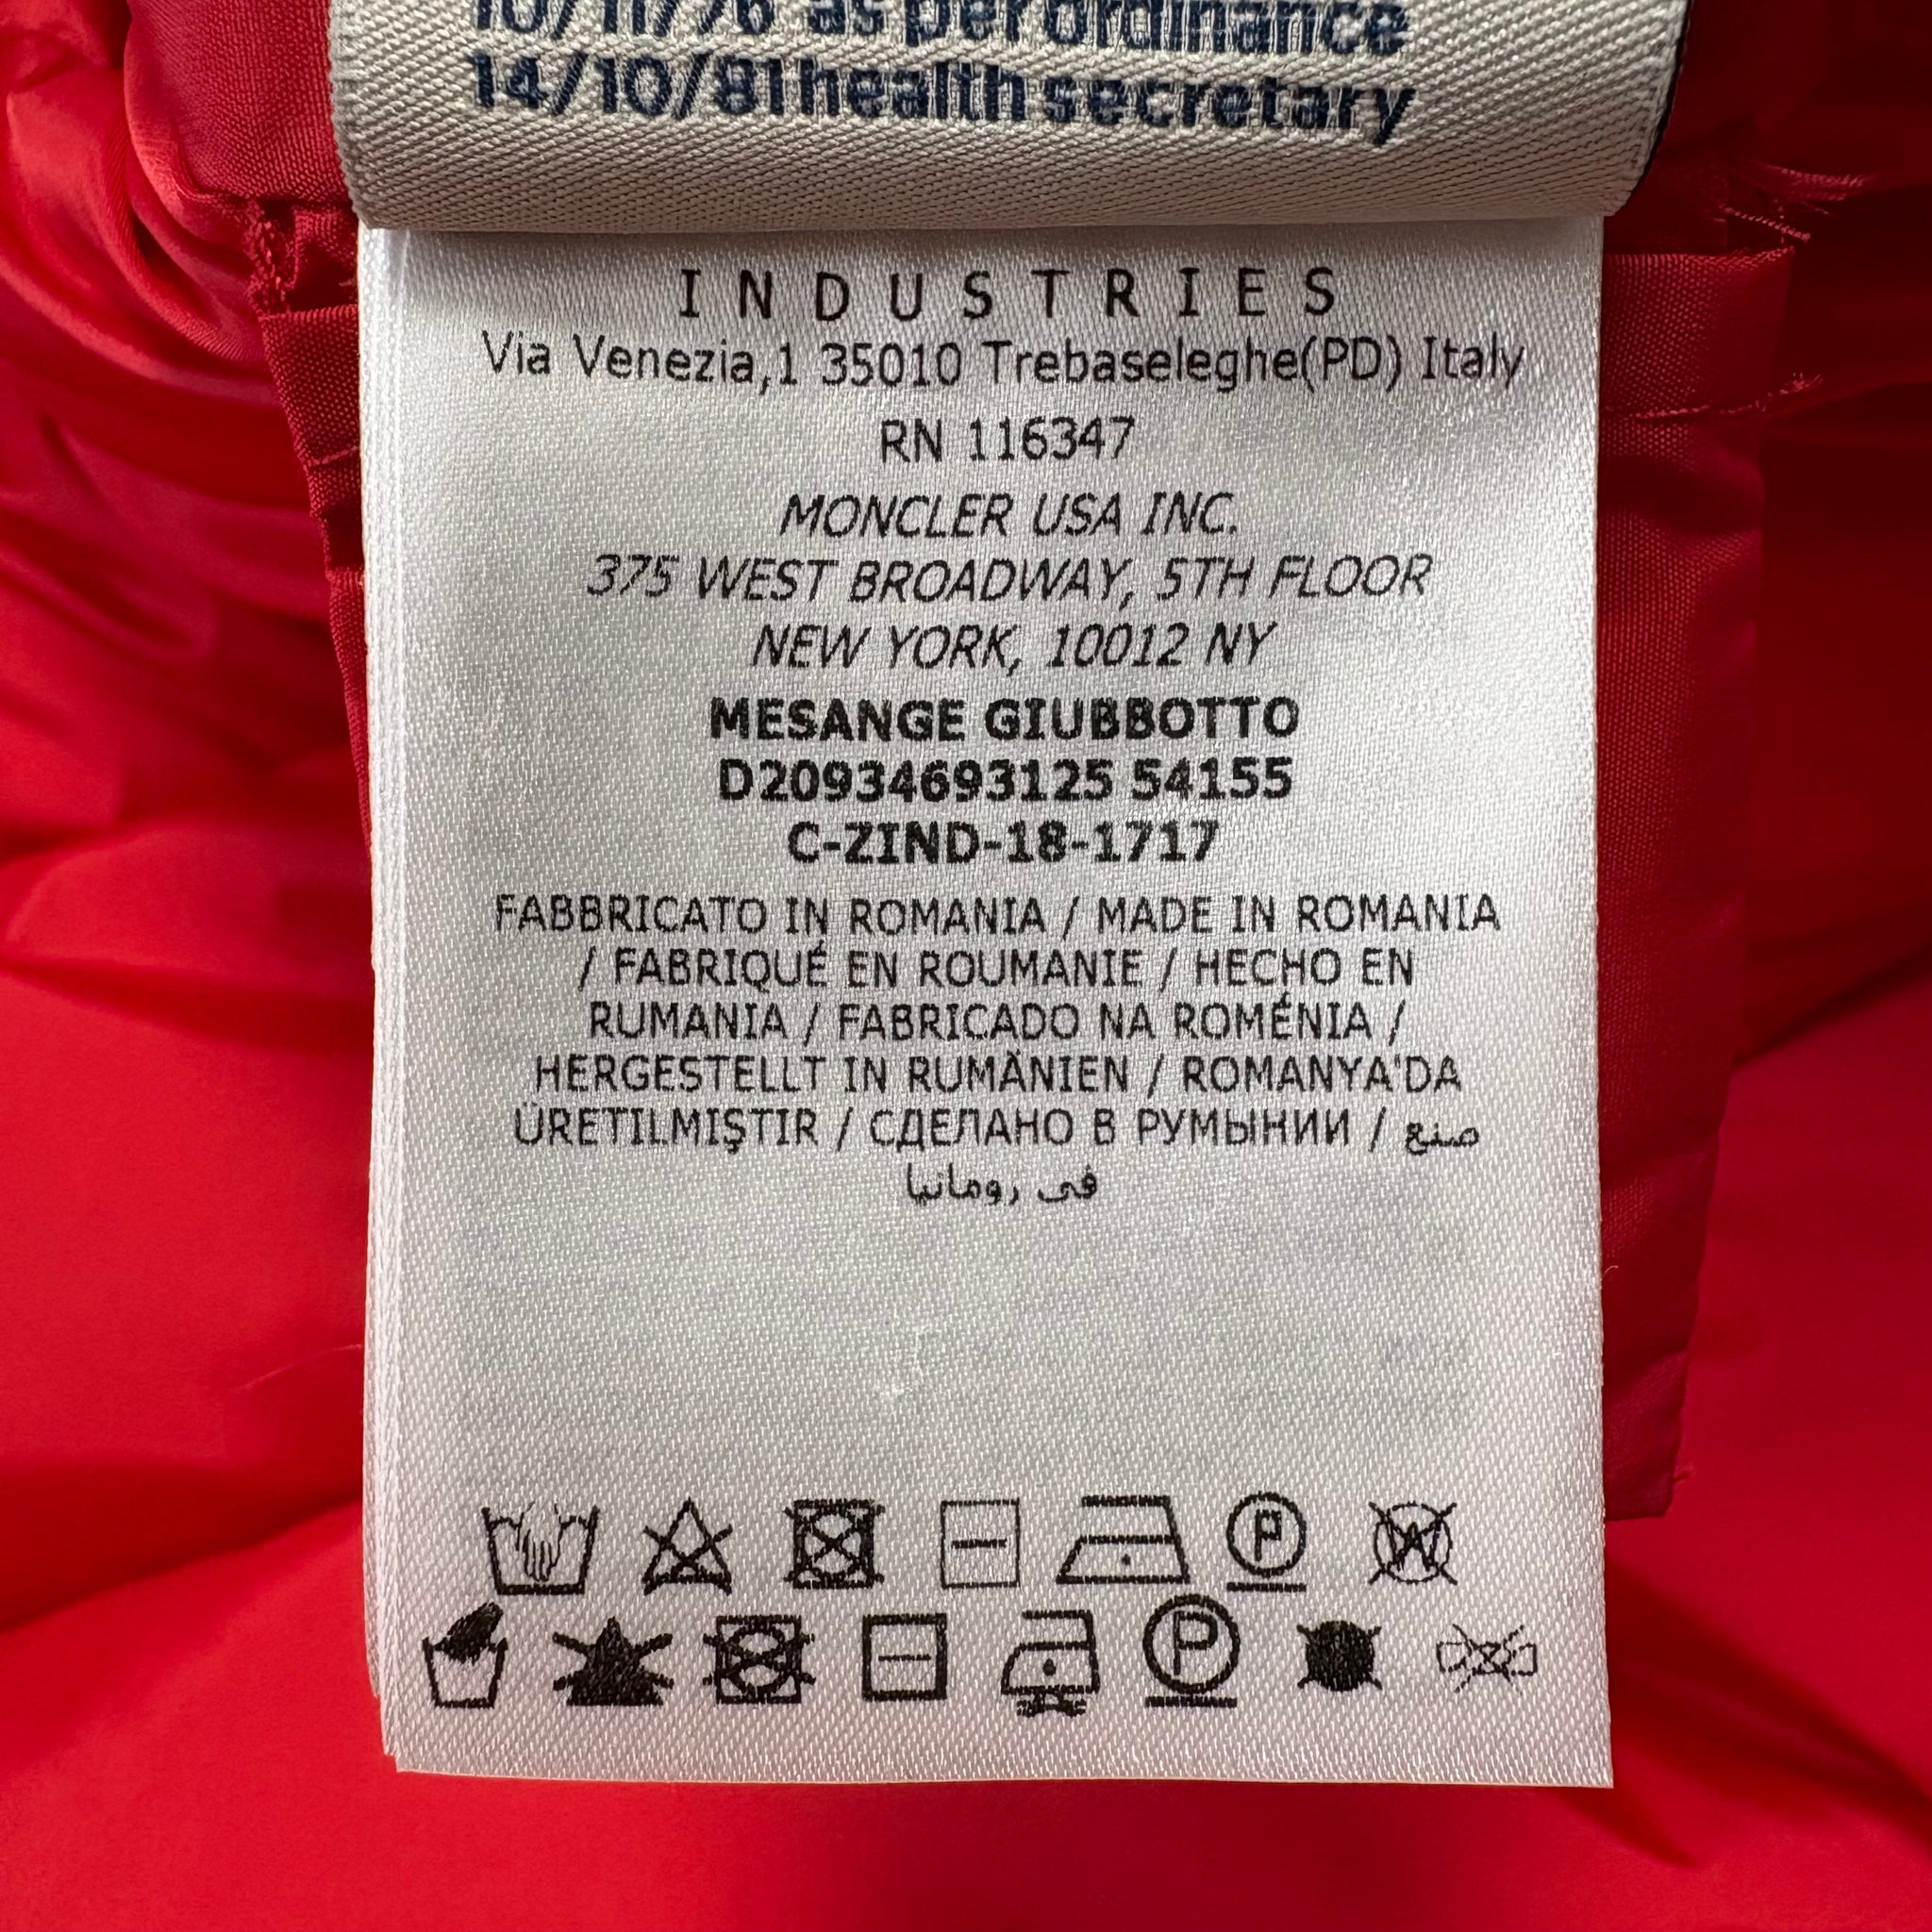 10/11/76 as per ordinance
14/10/81 health secretary
INDUSTRIES
Via Venezia,1 35010 Trebaseleghe(PD) Italy
RN 116347
MONCLER USA INC.
375 WEST BROADWAY, 5TH FLOOR
NEW YORK, 10012 NY
MESANGE GIUBBOTTO
D20934693125 54155
C-ZIND-18-1717
FABBRICATO IN ROMANIA / MADE IN ROMANIA
/ FABRIQUÉ EN ROUMANIE / HECHO EN
RUMANIA / FABRICADO NA ROMÉNIA /
HERGESTELLT IN RUMÄNIEN / ROMANYA'DA
ÜRETILMIŞTIR / СДЕЛАНО В РУМЫНИИ / صنع
فى رومانيا
P W
P